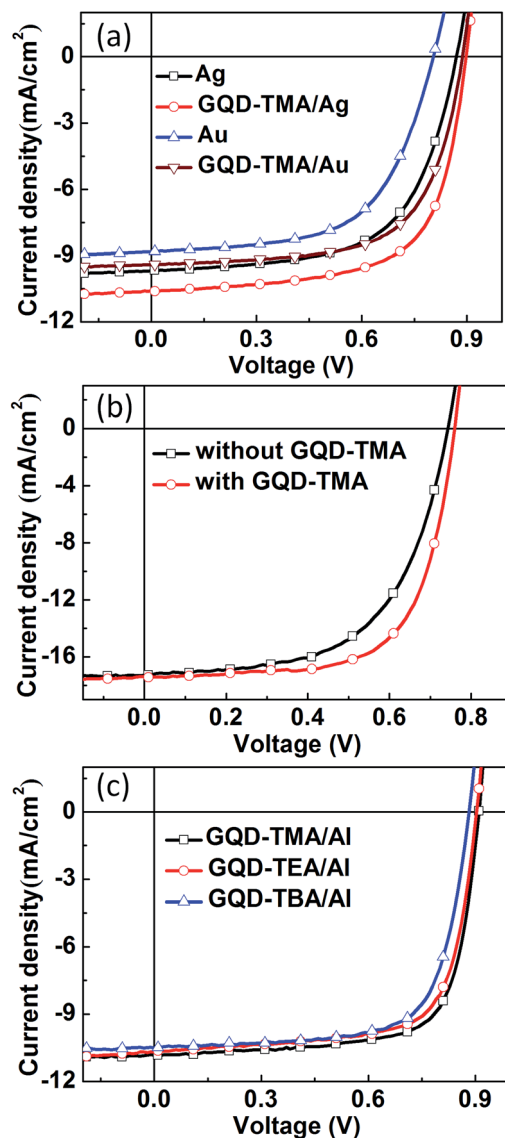 (a)
0
-3
-6
-9
-12
Current density(mA/cm²)
Ag
GQD-TMA/Ag
Au
GQD-TMA/Au
0.0 0.3 0.6 0.9
Voltage (V)
(b)
0
-4
-8
-12
-16
Current density (mA/cm²)
without GQD-TMA
with GQD-TMA
0.0 0.2 0.4 0.6 0.8
Voltage (V)
(c)
0
-3
-6
-9
-12
Current density(mA/cm²)
GQD-TMA/Al
GQD-TEA/Al
GQD-TBA/Al
0.0 0.3 0.6 0.9
Voltage (V)